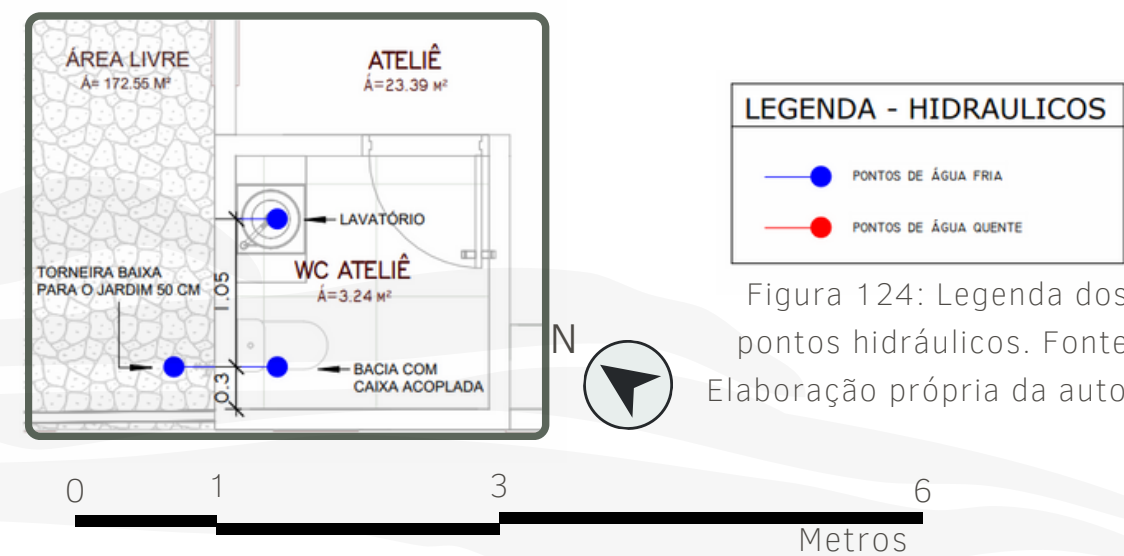 ÁREA LIVRE
Á= 172.55 M²
ATELIÊ
Á=23.39 M²
LAVATÓRIO
WC ATELIÊ
Á=3.24 M²
TORNEIRA BAIXA
PARA O JARDIM 50 CM
1.05
0.3
BACIA COM
CAIXA ACOPLADA
N
LEGENDA - HIDRAULICOS
PONTOS DE ÁGUA FRIA
PONTOS DE ÁGUA QUENTE
Figura 124: Legenda dos
pontos hidráulicos. Fonte
Elaboração própria da auto
0 1 3 6
Metros